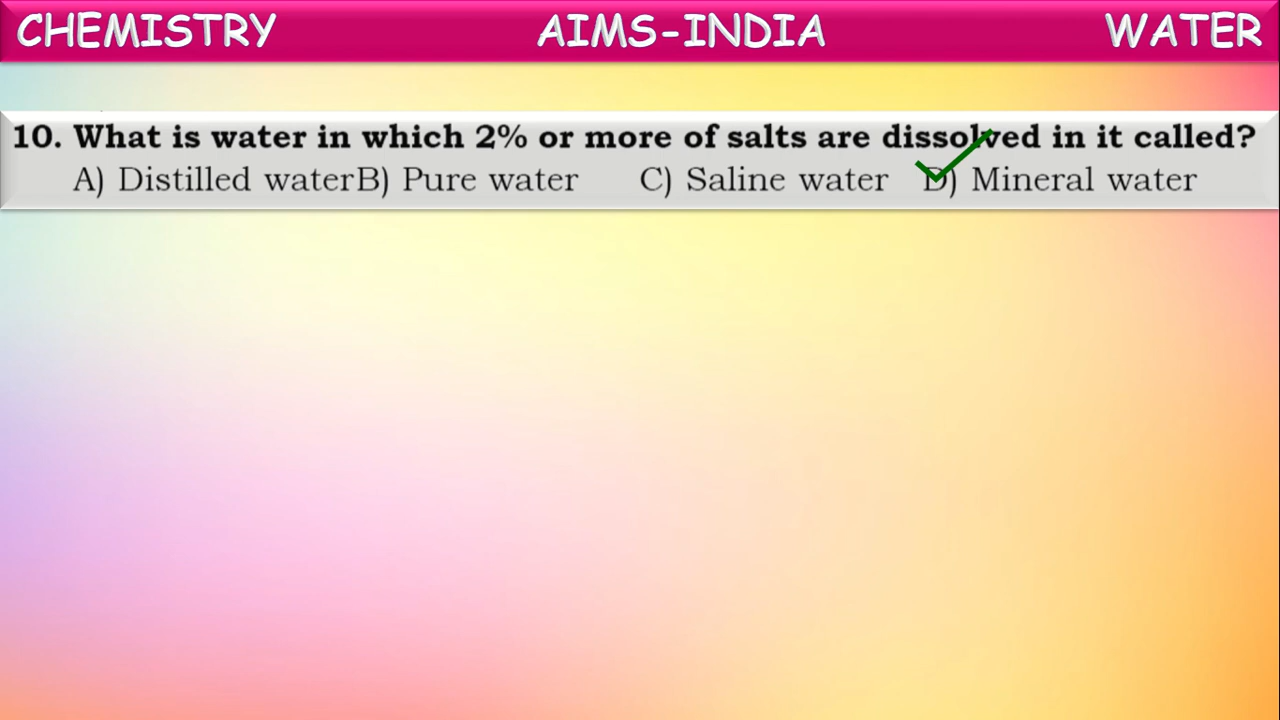 CHEMISTRY AIMS-INDIA WATER
10. What is water in which 2% or more of salts are dissolved in it called?
A) Distilled water B) Pure water C) Saline water D) Mineral water